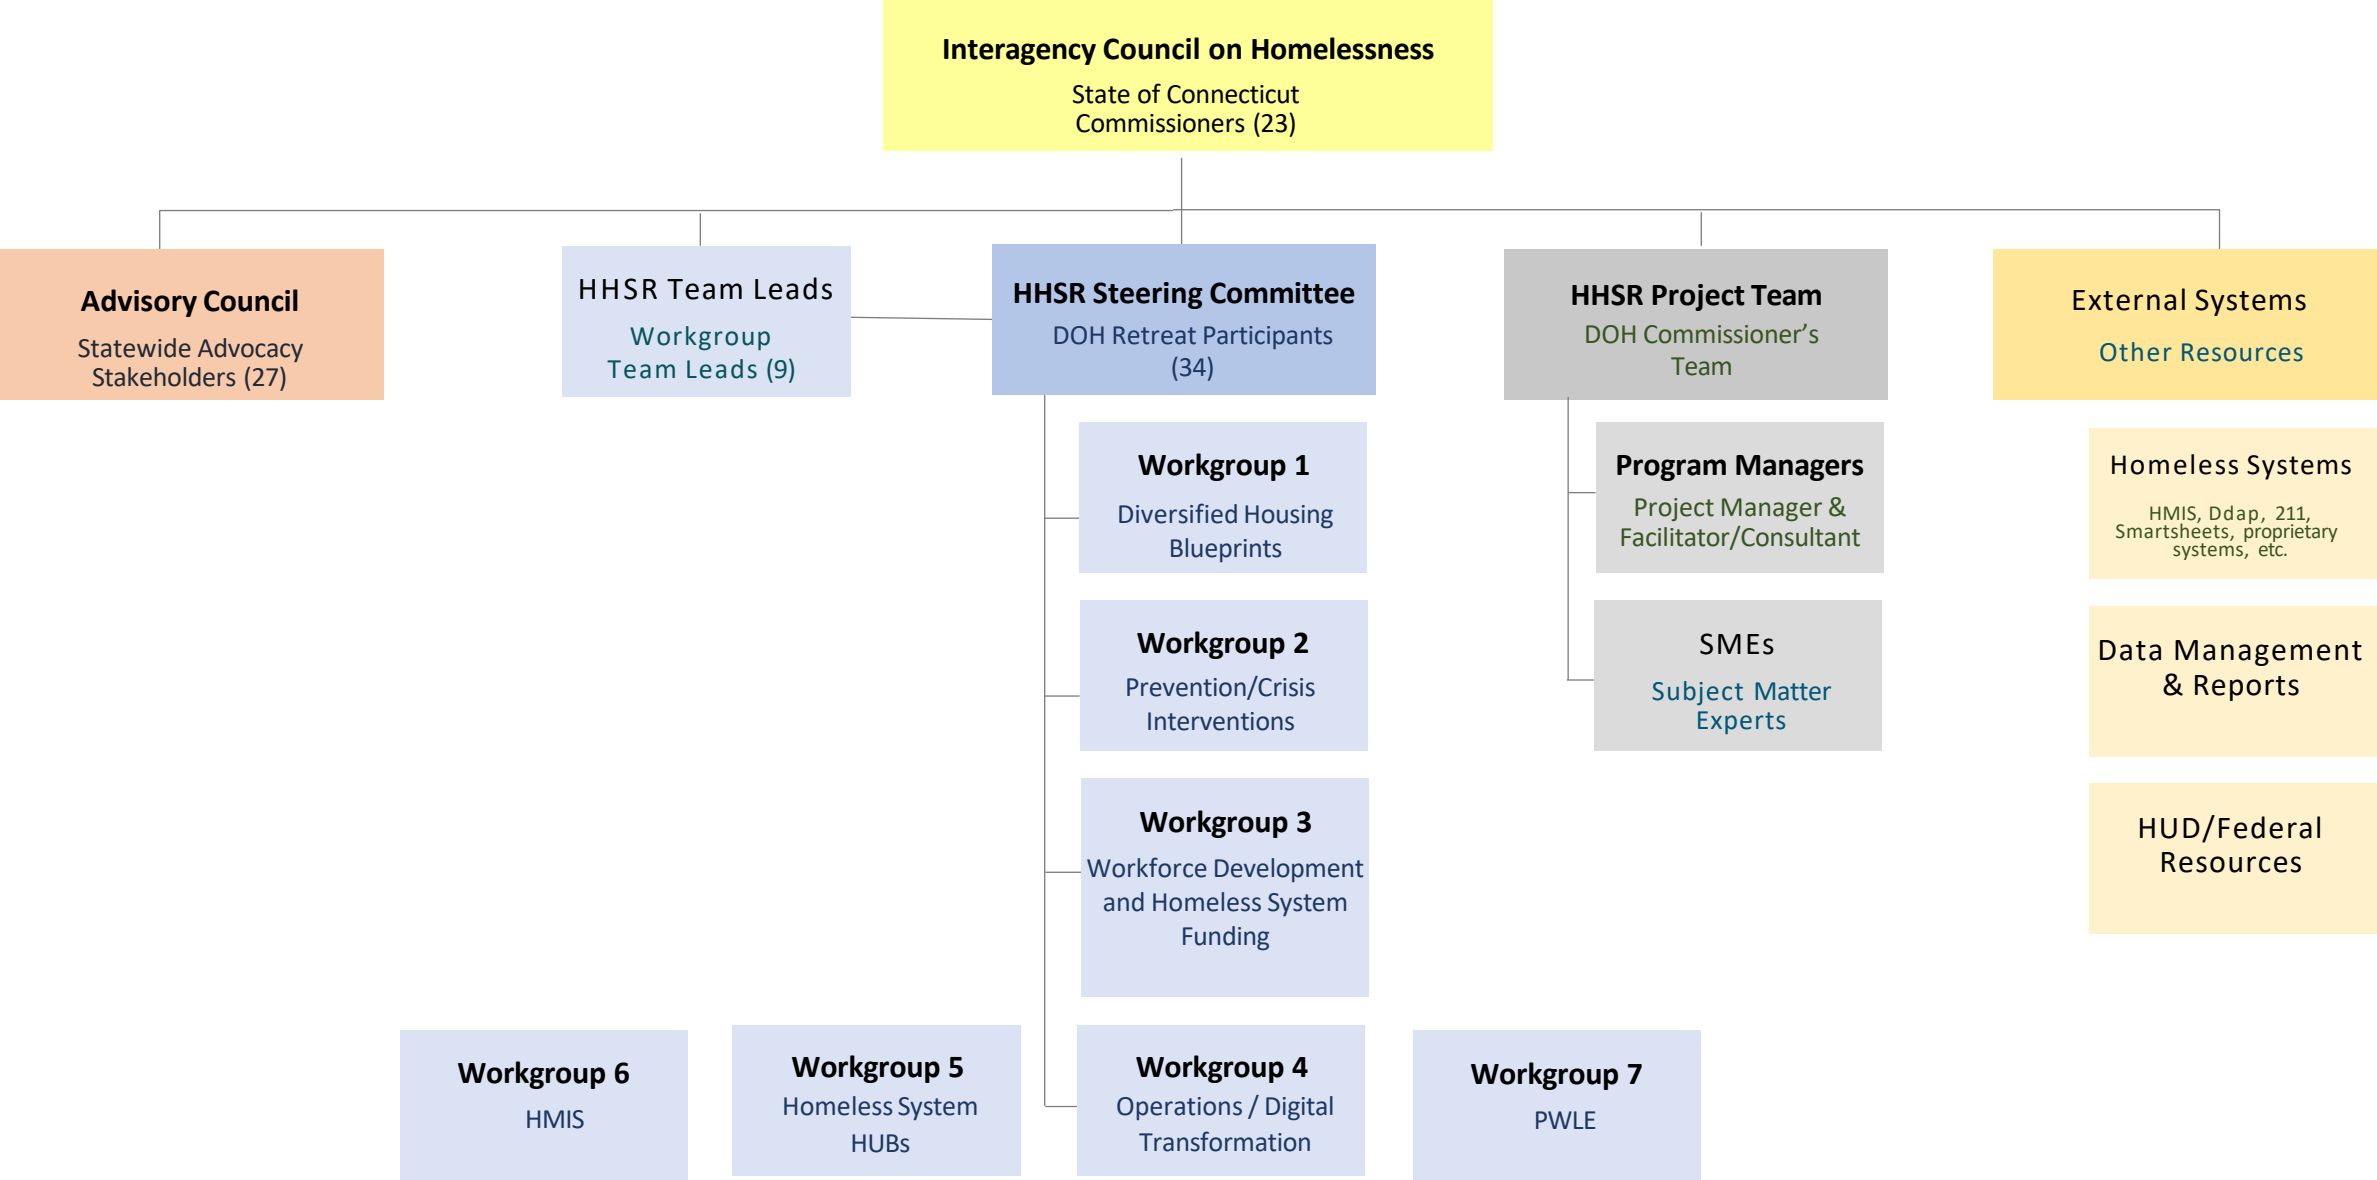 Interagency Council on Homelessness
State of Connecticut
Commissioners (23)
Advisory Council
Statewide Advocacy
Stakeholders (27)
HHSR Team Leads
Workgroup
Team Leads (9)
HHSR Steering Committee
DOH Retreat Participants
(34)
HHSR Project Team
DOH Commissioner’s
Team
External Systems
Other Resources
Workgroup 1
Diversified Housing
Blueprints
Program Managers
Project Manager &
Facilitator/Consultant
Homeless Systems
HMIS, Ddap, 211,
Smartsheets, proprietary
systems, etc.
Workgroup 2
Prevention/Crisis
Interventions
SMEs
Subject Matter
Experts
Data Management
& Reports
Workgroup 3
Workforce Development
and Homeless System
Funding
HUD/Federal
Resources
Workgroup 6
HMIS
Workgroup 5
Homeless System
HUBs
Workgroup 4
Operations / Digital
Transformation
Workgroup 7
PWLE